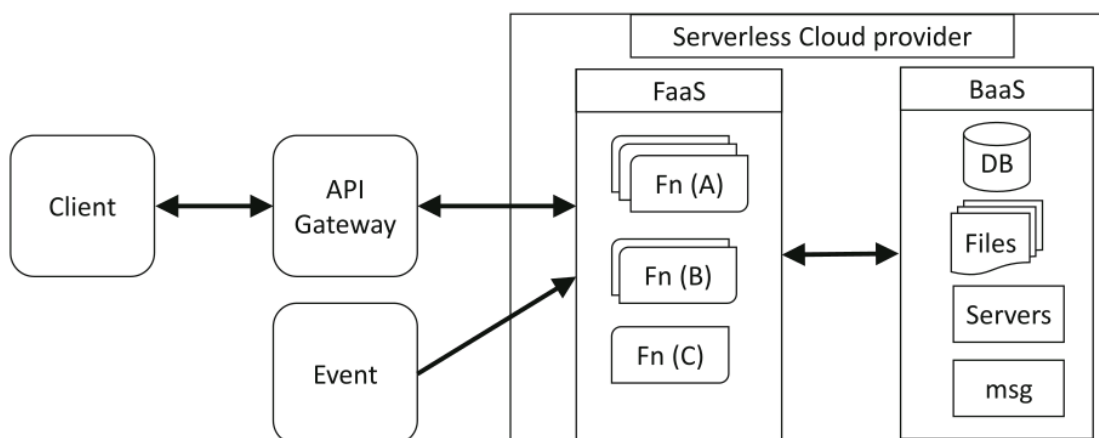 Serverless Cloud provider
FaaS
BaaS
Client
API
Gateway
Event
Fn (A)
Fn (B)
Fn (C)
DB
Files
Servers
msg